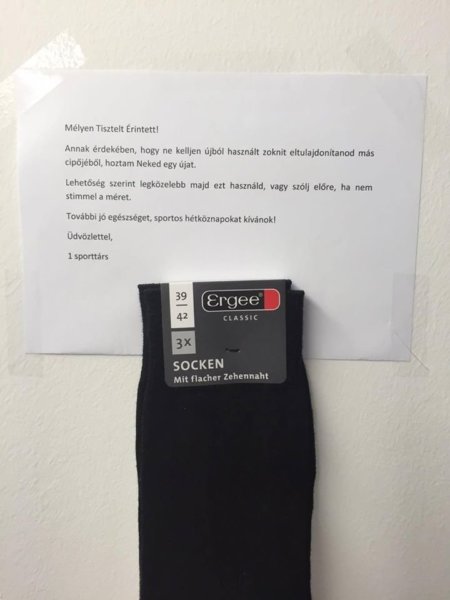 Mélyen Tisztelt Érintett!
Annak érdekében, hogy ne kelljen újból használt zoknit eltulajdonítanod más
cipőjéből, hoztam Neked egy újat.
Lehetőség szerint legközelebb majd ezt használd, vagy szólj előre, ha nem
stimmel a méret.
További jó egészséget, sportos hétköznapokat kívánok!
Üdvözlettel,
1 sporttárs
39
42
3x
Ergee®
CLASSIC
SOCKEN
Mit flacher Zehennaht